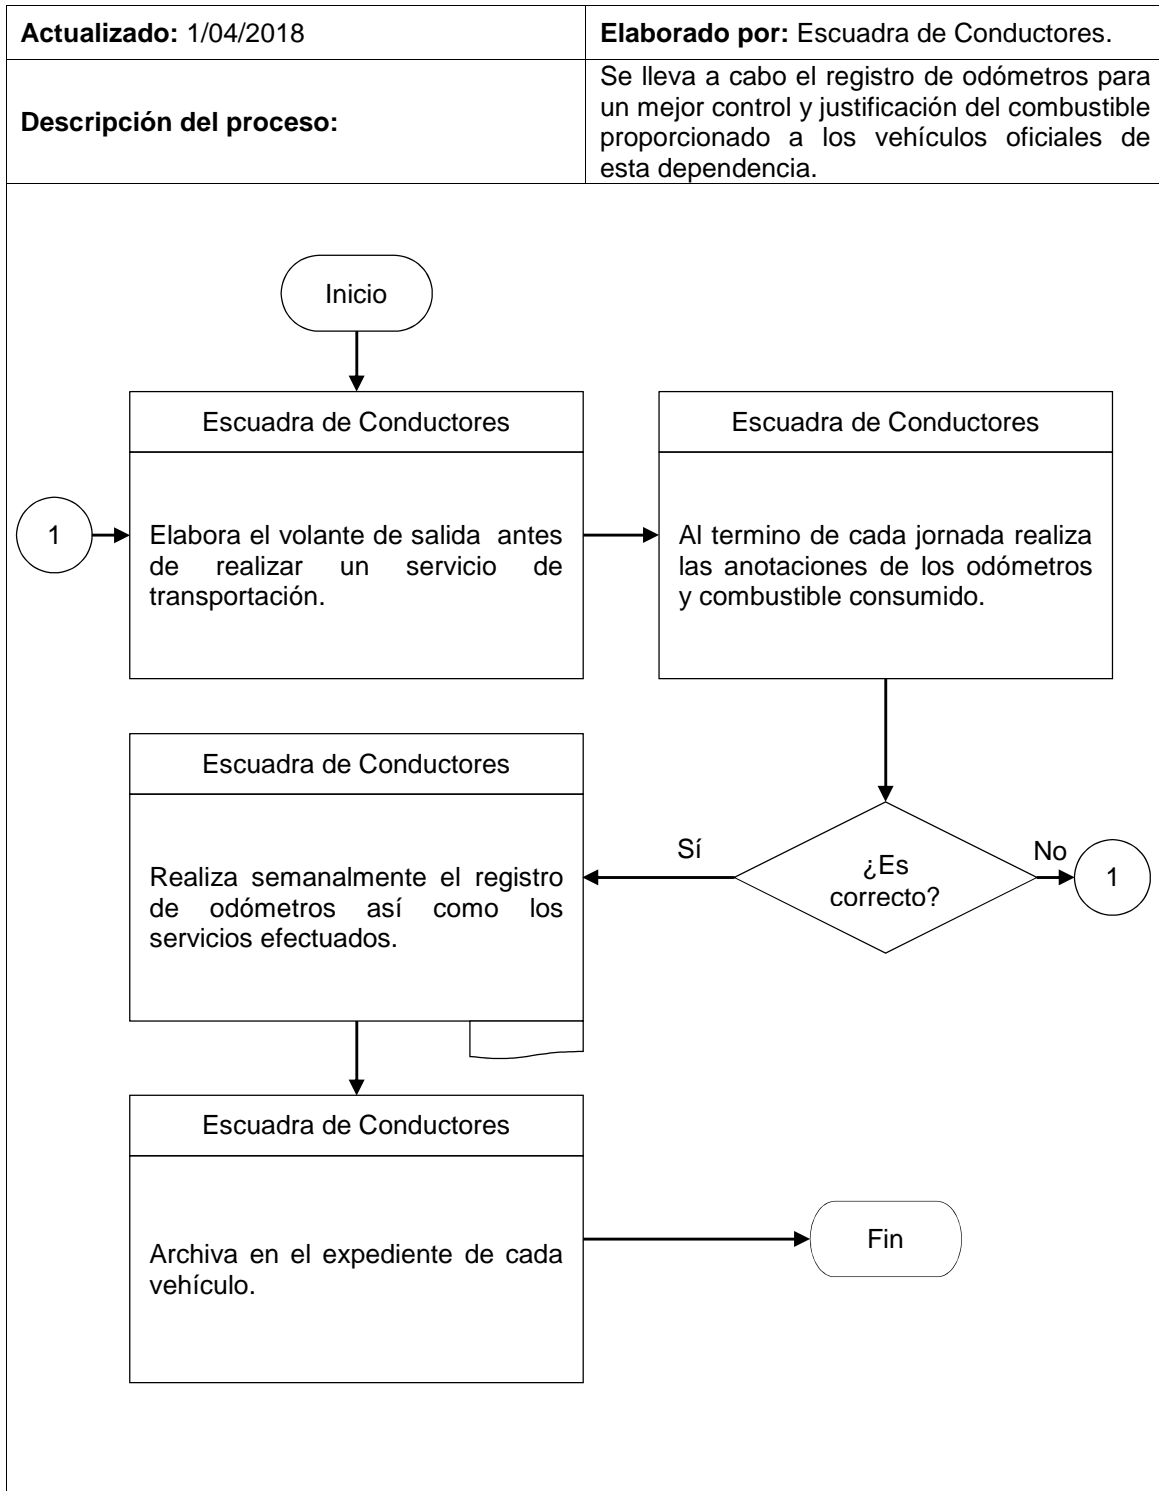 Actualizado: 1/04/2018
Elaborado por: Escuadra de Conductores.
Descripción del proceso:
Se lleva a cabo el registro de odómetros para
un mejor control y justificación del combustible
proporcionado a los vehículos oficiales de
esta dependencia.
Inicio
Escuadra de Conductores
1
Elabora el volante de salida antes
de realizar un servicio de
transportación.
Escuadra de Conductores
Al termino de cada jornada realiza
las anotaciones de los odómetros
y combustible consumido.
¿Es
correcto?
No
1
Sí
Escuadra de Conductores
Realiza semanalmente el registro
de odómetros así como los
servicios efectuados.
Escuadra de Conductores
Archiva en el expediente de cada
vehículo.
Fin